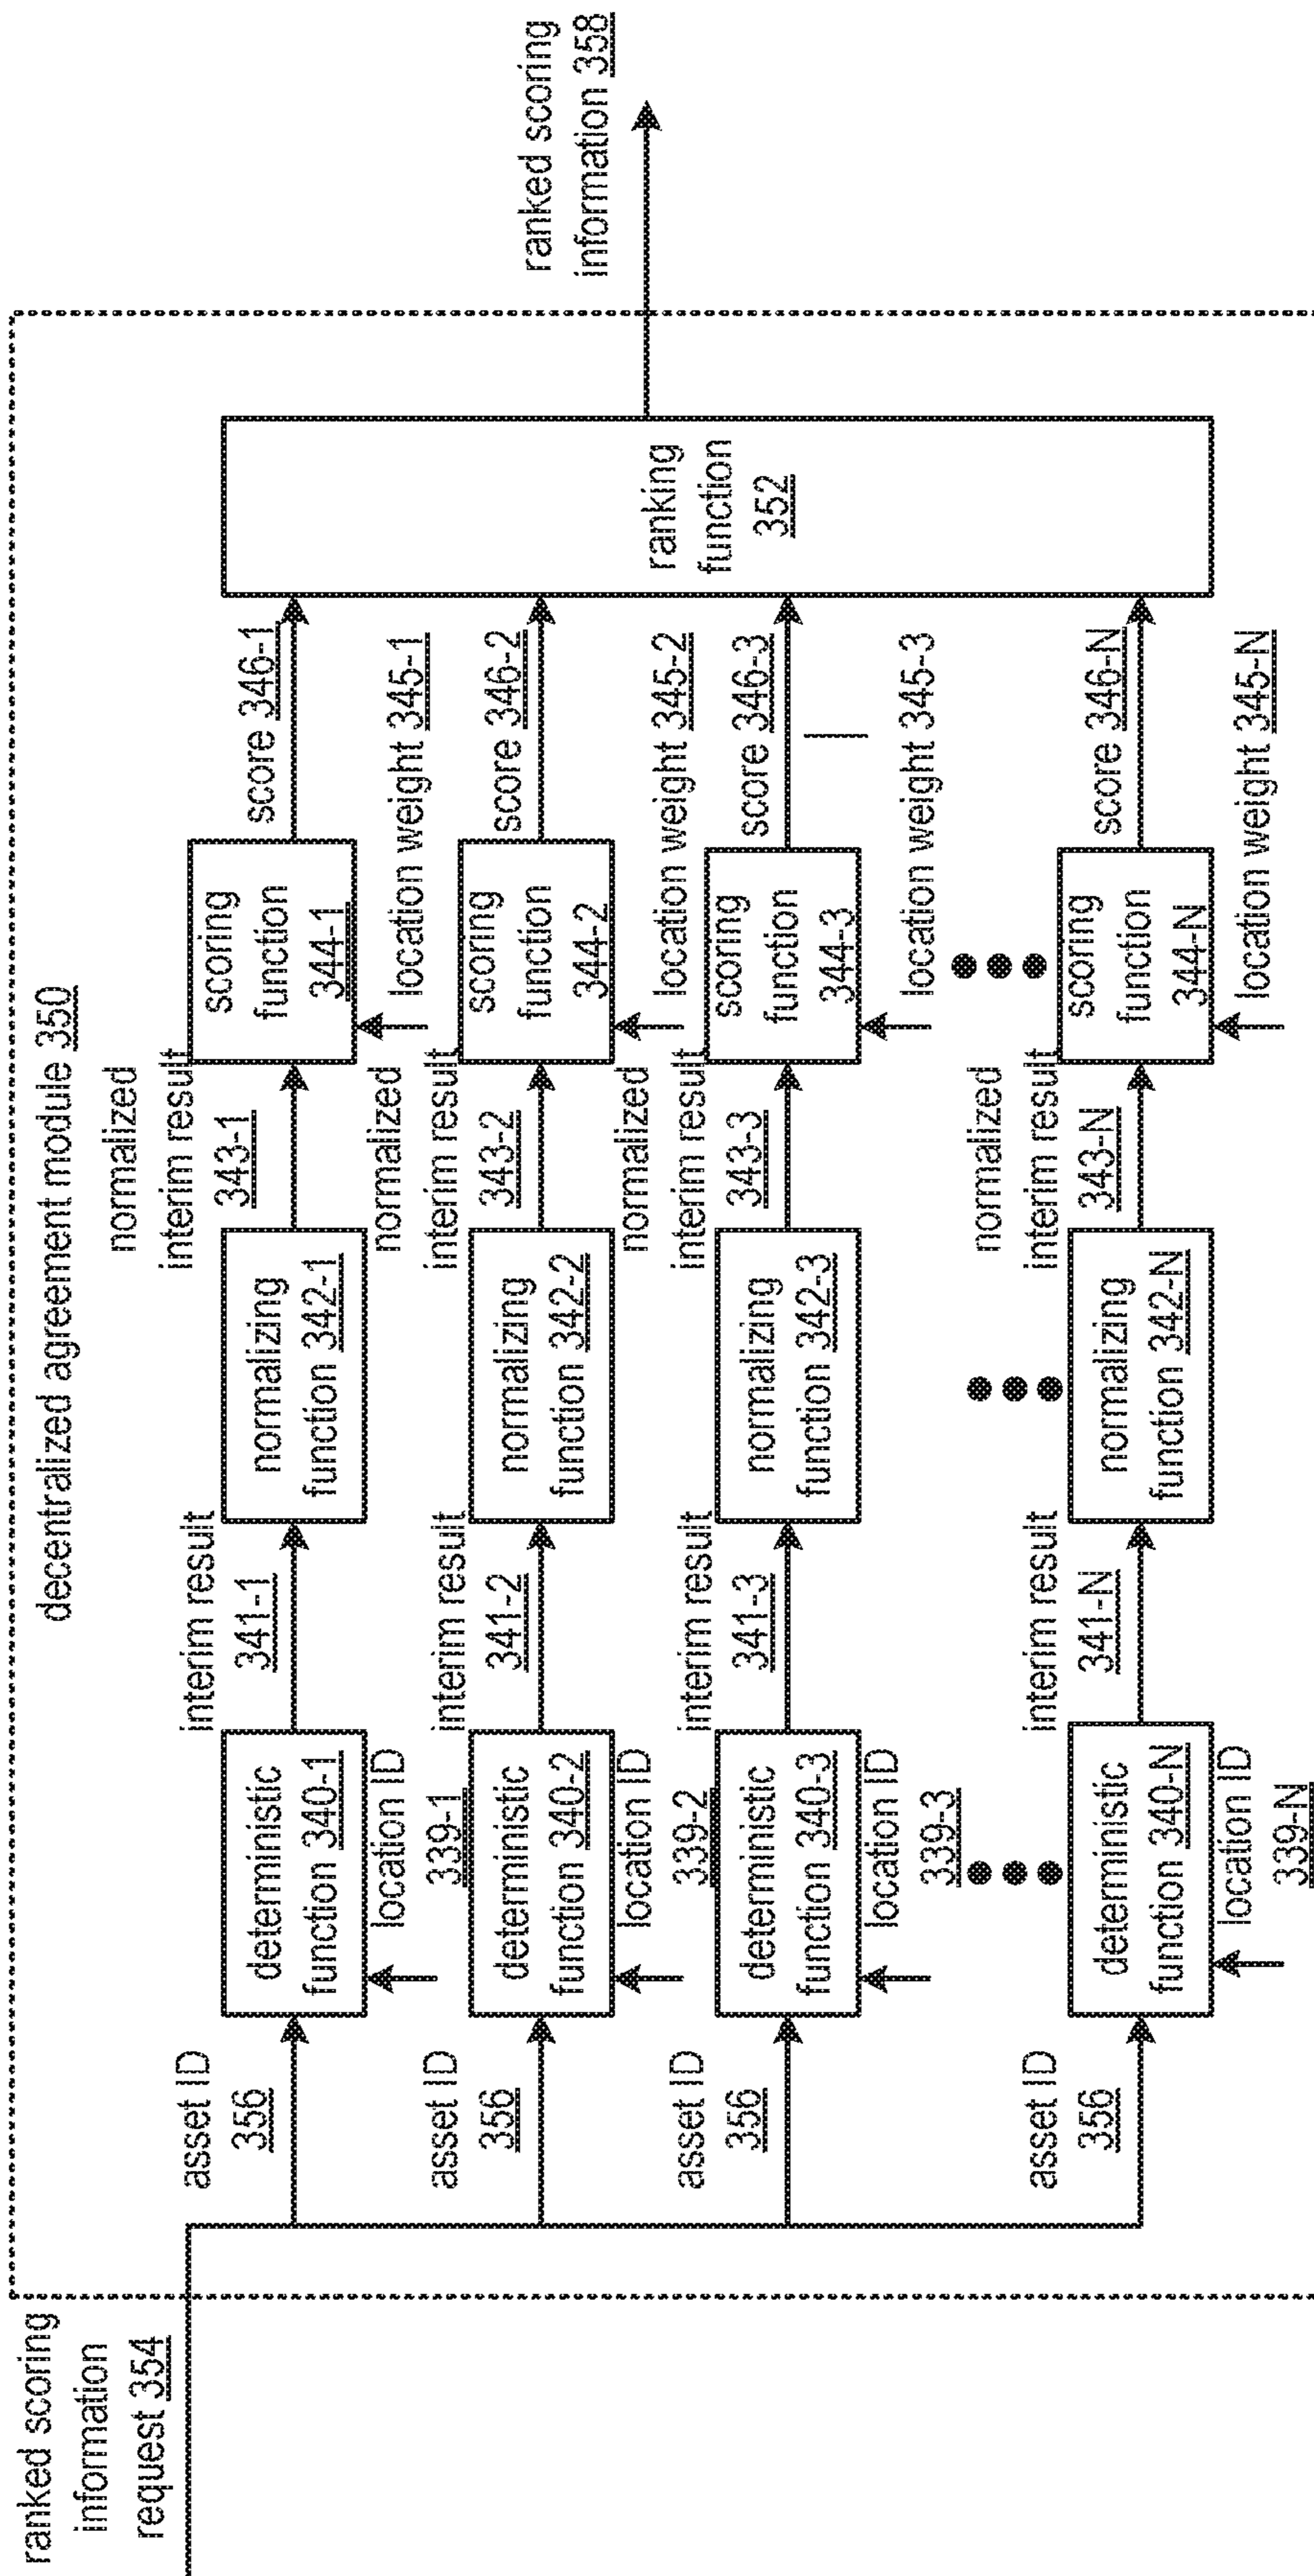 decentralized agreement module 350
ranked scoring
information
request 354
asset ID
356
deterministic
function 340-1
location ID
339-1
interim result
341-1
normalizing
function 342-1
normalized
interim result
343-1
scoring
function
344-1
location weight 345-1
score 346-1
asset ID
356
deterministic
function 340-2
location ID
339-2
interim result
341-2
normalizing
function 342-2
normalized
interim result
343-2
scoring
function
344-2
location weight 345-2
score 346-2
asset ID
356
deterministic
function 340-3
location ID
339-3
interim result
341-3
normalizing
function 342-3
normalized
interim result
343-3
scoring
function
344-3
location weight 345-3
score 346-3
asset ID
356
deterministic
function 340-N
location ID
339-N
interim result
341-N
normalizing
function 342-N
normalized
interim result
343-N
scoring
function
344-N
location weight 345-N
score 346-N
ranking
function
352
ranked scoring
information 358